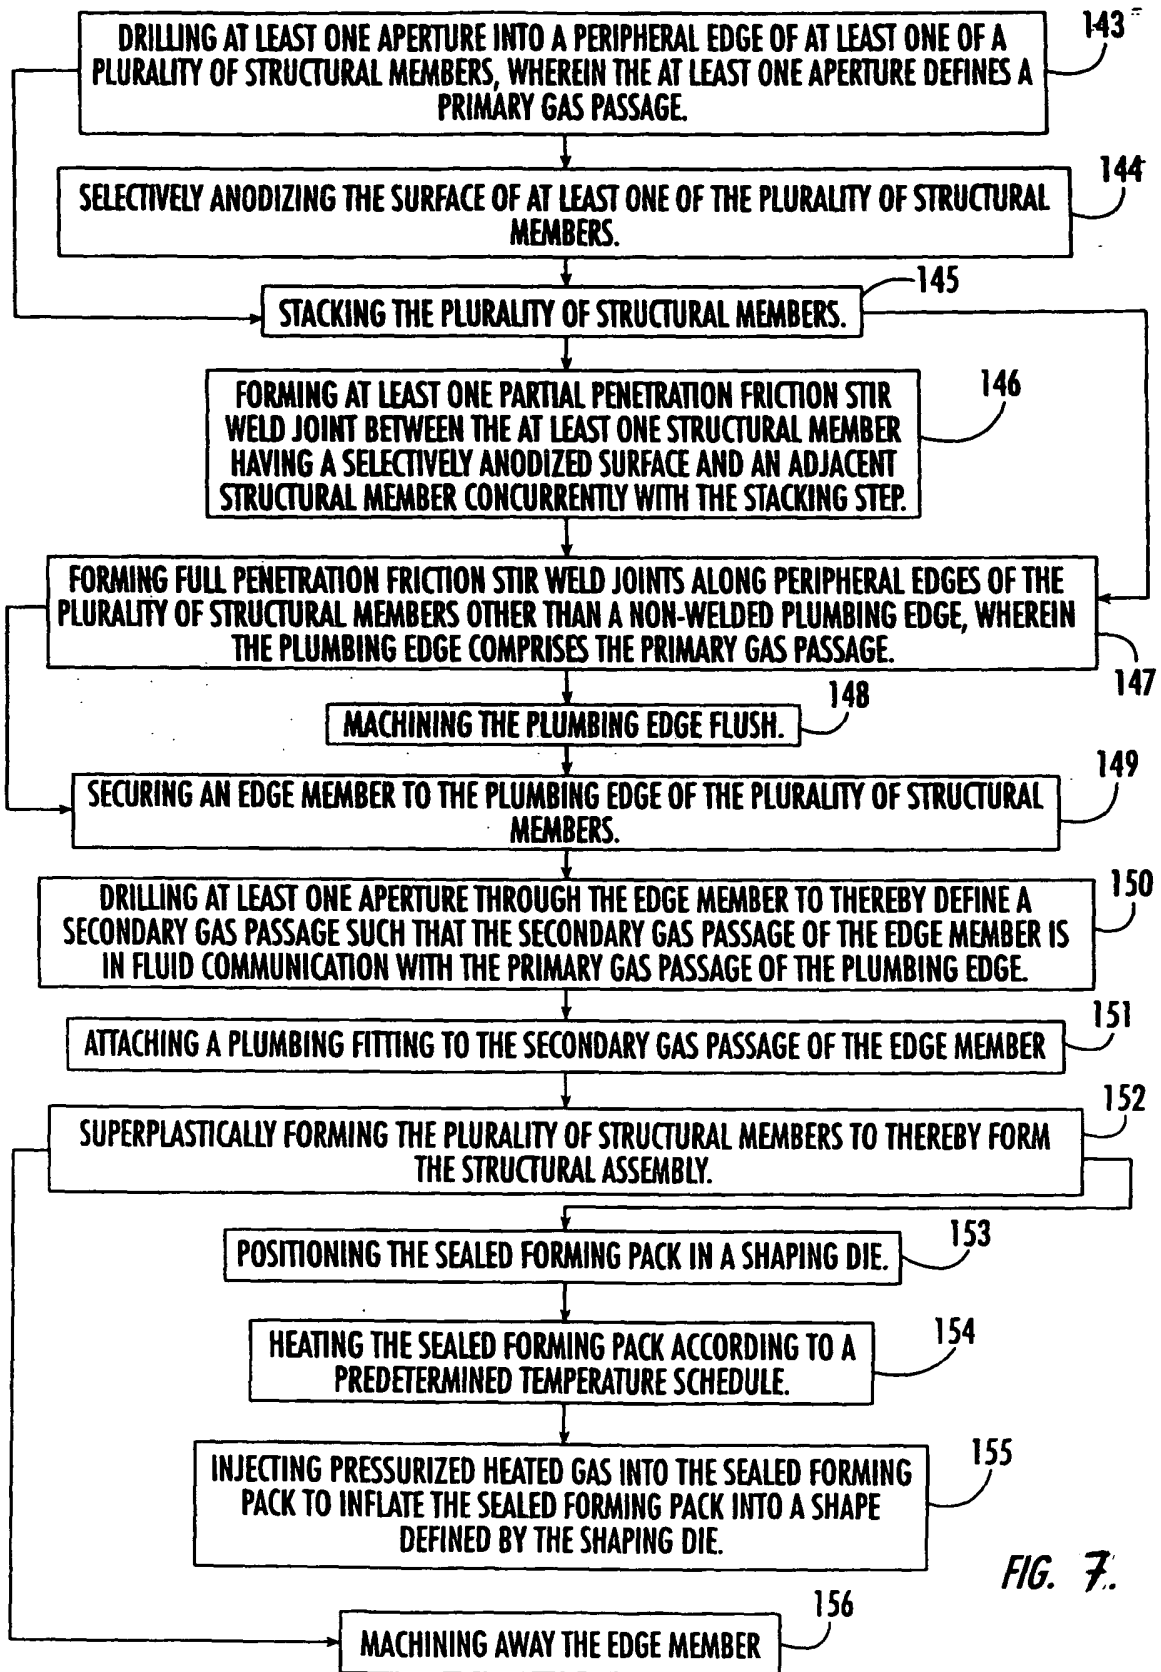 143
DRILLING AT LEAST ONE APERTURE INTO A PERIPHERAL EDGE OF AT LEAST ONE OF A
PLURALITY OF STRUCTURAL MEMBERS, WHEREIN THE AT LEAST ONE APERTURE DEFINES A
PRIMARY GAS PASSAGE.
144
SELECTIVELY ANODIZING THE SURFACE OF AT LEAST ONE OF THE PLURALITY OF STRUCTURAL
MEMBERS.
145
STACKING THE PLURALITY OF STRUCTURAL MEMBERS.
146
FORMING AT LEAST ONE PARTIAL PENETRATION FRICTION STIR
WELD JOINT BETWEEN THE AT LEAST ONE STRUCTURAL MEMBER
HAVING A SELECTIVELY ANODIZED SURFACE AND AN ADJACENT
STRUCTURAL MEMBER CONCURRENTLY WITH THE STACKING STEP.
FORMING FULL PENETRATION FRICTION STIR WELD JOINTS ALONG PERIPHERAL EDGES OF THE
PLURALITY OF STRUCTURAL MEMBERS OTHER THAN A NON-WELDED PLUMBING EDGE, WHEREIN
THE PLUMBING EDGE COMPRISES THE PRIMARY GAS PASSAGE.
147
148
MACHINING THE PLUMBING EDGE FLUSH.
149
SECURING AN EDGE MEMBER TO THE PLUMBING EDGE OF THE PLURALITY OF STRUCTURAL
MEMBERS.
150
DRILLING AT LEAST ONE APERTURE THROUGH THE EDGE MEMBER TO THEREBY DEFINE A
SECONDARY GAS PASSAGE SUCH THAT THE SECONDARY GAS PASSAGE OF THE EDGE MEMBER IS
IN FLUID COMMUNICATION WITH THE PRIMARY GAS PASSAGE OF THE PLUMBING EDGE.
151
ATTACHING A PLUMBING FITTING TO THE SECONDARY GAS PASSAGE OF THE EDGE MEMBER
152
SUPERPLASTICALLY FORMING THE PLURALITY OF STRUCTURAL MEMBERS TO THEREBY FORM
THE STRUCTURAL ASSEMBLY.
153
POSITIONING THE SEALED FORMING PACK IN A SHAPING DIE.
154
HEATING THE SEALED FORMING PACK ACCORDING TO A
PREDETERMINED TEMPERATURE SCHEDULE.
155
INJECTING PRESSURIZED HEATED GAS INTO THE SEALED FORMING
PACK TO INFLATE THE SEALED FORMING PACK INTO A SHAPE
DEFINED BY THE SHAPING DIE.
FIG. 7.
156
MACHINING AWAY THE EDGE MEMBER